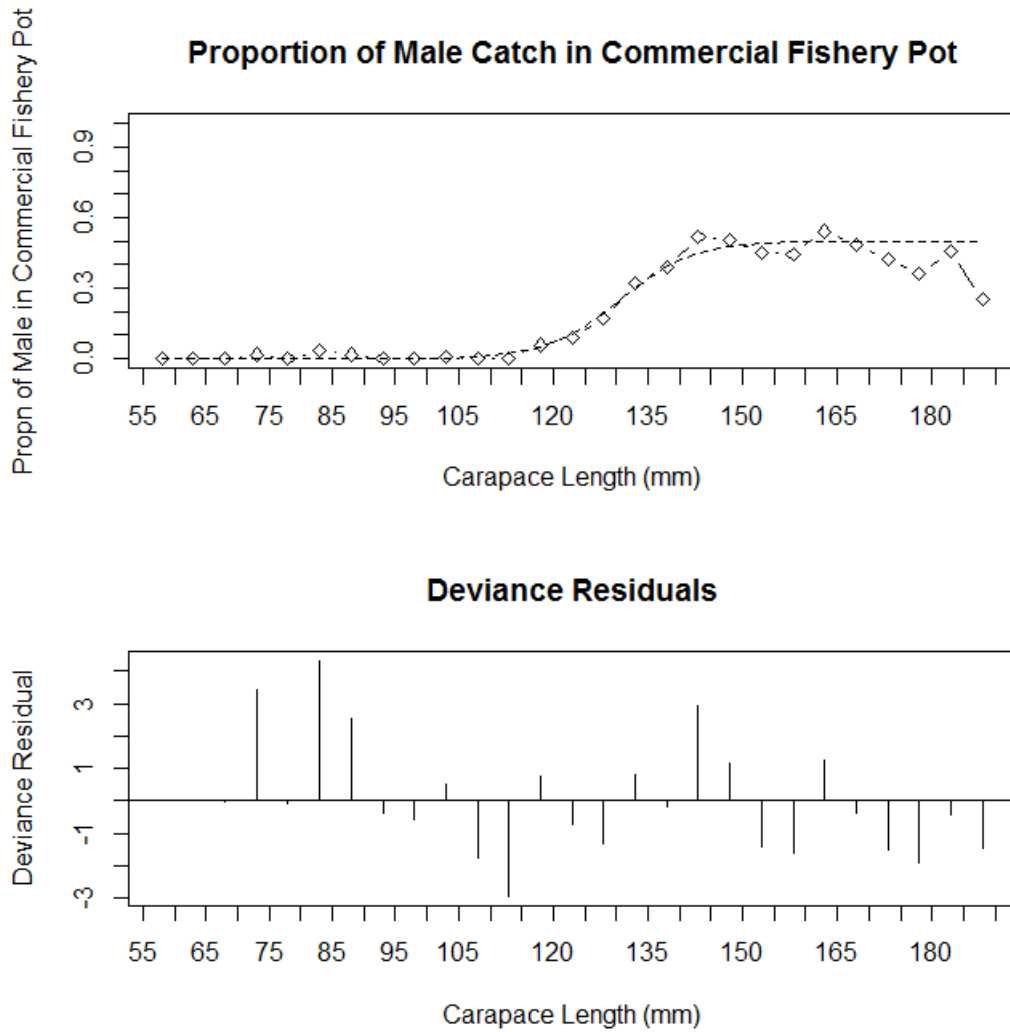 Proportion of Male Catch in Commercial Fishery Pot
Propn of Male in Commercial Fishery Pot
0.9
0.6
0.3
0.0
55 65 75 85 95 105 120 135 150 165 180
Carapace Length (mm)
Deviance Residuals
Deviance Residual
3
1
-1
-3
55 65 75 85 95 105 120 135 150 165 180
Carapace Length (mm)